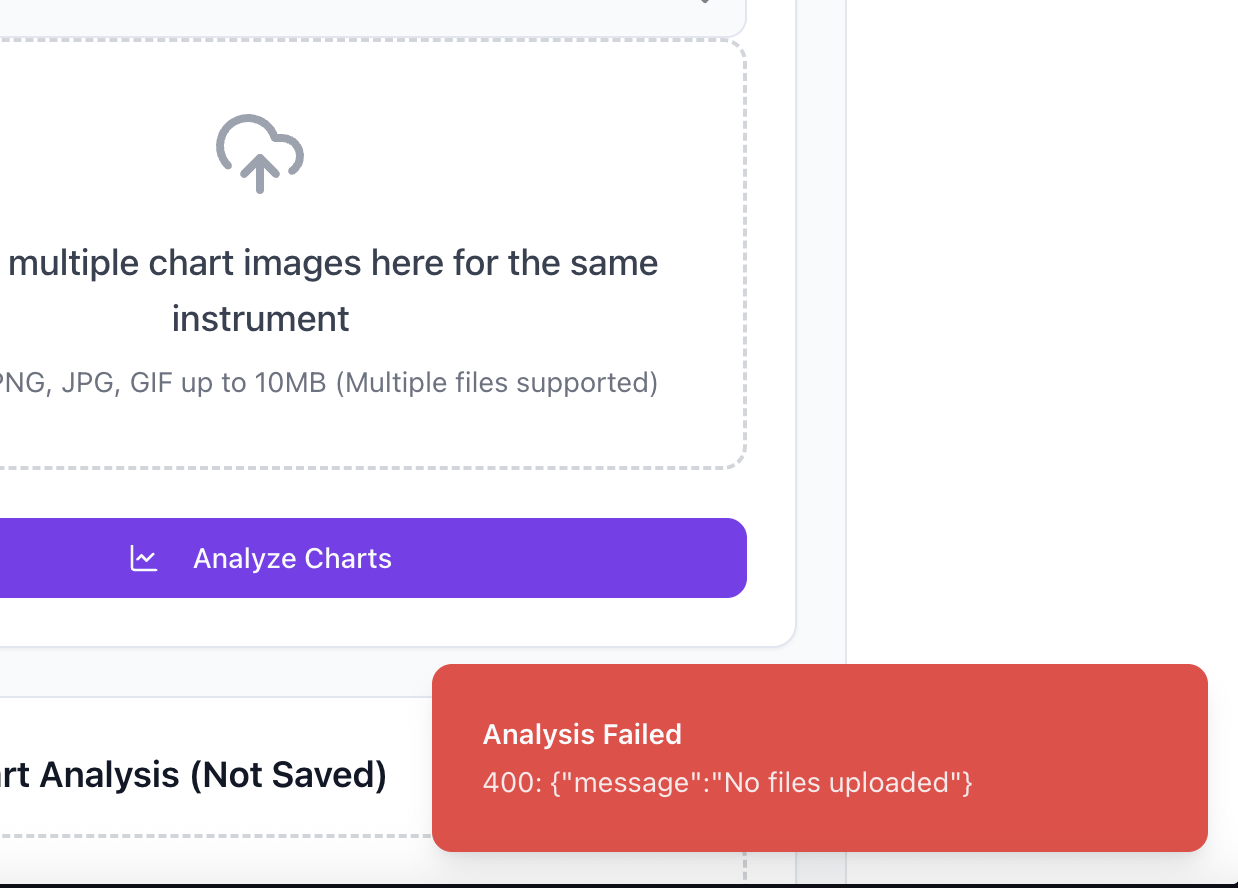 multiple chart images here for the same
instrument
PNG, JPG, GIF up to 10MB (Multiple files supported)
Analyze Charts
Analysis Failed
400: {"message":"No files uploaded"}
Analysis (Not Saved)